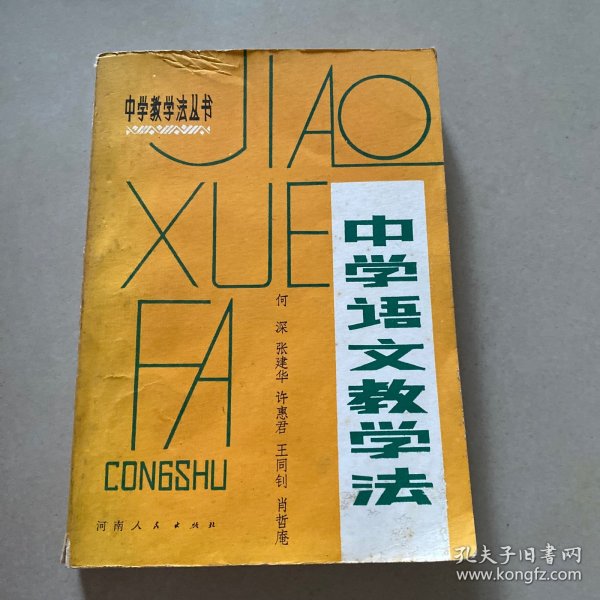 中学教学法丛书
JIAO
XUE
FA
CONGSHU
中学语文教学法
何深 张建华 许惠君 王同钊 肖哲庵
河南人民出版社
孔夫子旧书网
www.kongfz.com